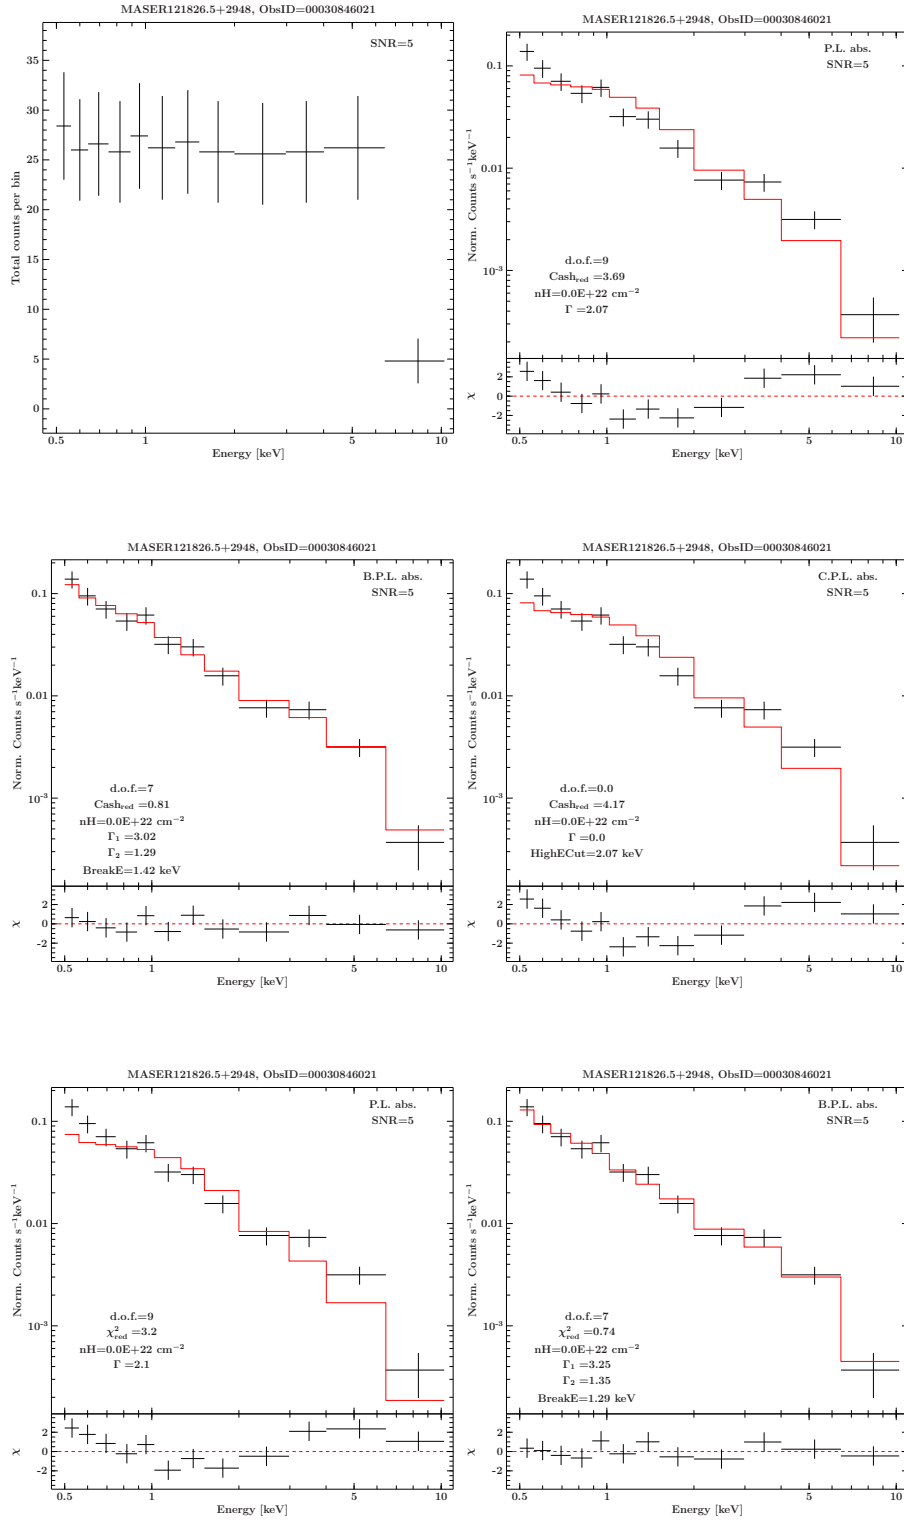 MASER121826.5+2948, ObsID=00030846021
SNR=5
35
30
25
20
15
10
5
0
Total counts per bin
0.5 1 5 10
Energy [keV]
MASER121826.5+2948, ObsID=00030846021
P.L. abs.
SNR=5
0.1
0.01
10⁻³
Norm. Counts s⁻¹keV⁻¹
d.o.f.=9
Cash_red =3.69
nH=0.0E+22 cm⁻²
Γ =2.07
2
0
−2
χ
0.5 1 5 10
Energy [keV]
MASER121826.5+2948, ObsID=00030846021
B.P.L. abs.
SNR=5
0.1
0.01
10⁻³
Norm. Counts s⁻¹keV⁻¹
d.o.f.=7
Cash_red =0.81
nH=0.0E+22 cm⁻²
Γ₁ =3.02
Γ₂ =1.29
BreakE=1.42 keV
2
0
−2
χ
0.5 1 5 10
Energy [keV]
MASER121826.5+2948, ObsID=00030846021
C.P.L. abs.
SNR=5
0.1
0.01
10⁻³
Norm. Counts s⁻¹keV⁻¹
d.o.f.=0.0
Cash_red =4.17
nH=0.0E+22 cm⁻²
Γ =0.0
HighECut=2.07 keV
2
0
−2
χ
0.5 1 5 10
Energy [keV]
MASER121826.5+2948, ObsID=00030846021
P.L. abs.
SNR=5
0.1
0.01
10⁻³
Norm. Counts s⁻¹keV⁻¹
d.o.f.=9
χ²_red =3.2
nH=0.0E+22 cm⁻²
Γ =2.1
2
0
−2
χ
0.5 1 5 10
Energy [keV]
MASER121826.5+2948, ObsID=00030846021
B.P.L. abs.
SNR=5
0.1
0.01
10⁻³
Norm. Counts s⁻¹keV⁻¹
d.o.f.=7
χ²_red =0.74
nH=0.0E+22 cm⁻²
Γ₁ =3.25
Γ₂ =1.35
BreakE=1.29 keV
2
0
−2
χ
0.5 1 5 10
Energy [keV]